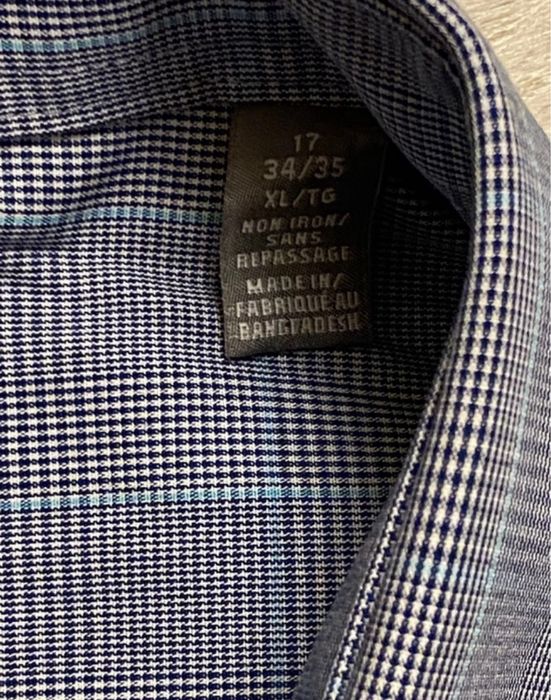 17
34/35
XL/TG
NON IRON/
SANS
REPASSAGE
MADE IN/
FABRIQUÉ AU
BANGLADESH